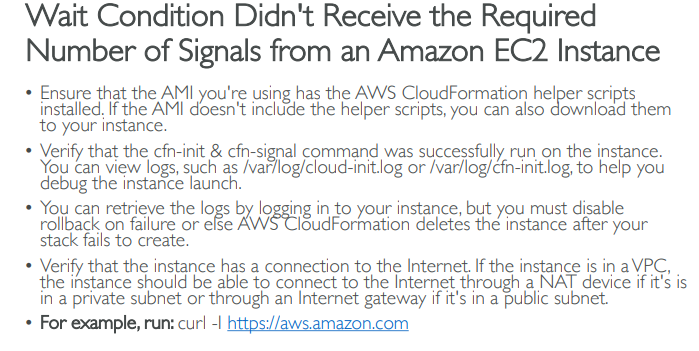 Wait Condition Didn't Receive the Required
Number of Signals from an Amazon EC2 Instance
• Ensure that the AMI you're using has the AWS CloudFormation helper scripts
installed. If the AMI doesn't include the helper scripts, you can also download them
to your instance.
• Verify that the cfn-init & cfn-signal command was successfully run on the instance.
You can view logs, such as /var/log/cloud-init.log or /var/log/cfn-init.log, to help you
debug the instance launch.
• You can retrieve the logs by logging in to your instance, but you must disable
rollback on failure or else AWS CloudFormation deletes the instance after your
stack fails to create.
• Verify that the instance has a connection to the Internet. If the instance is in a VPC,
the instance should be able to connect to the Internet through a NAT device if it's is
in a private subnet or through an Internet gateway if it's in a public subnet.
• For example, run: curl -I https://aws.amazon.com